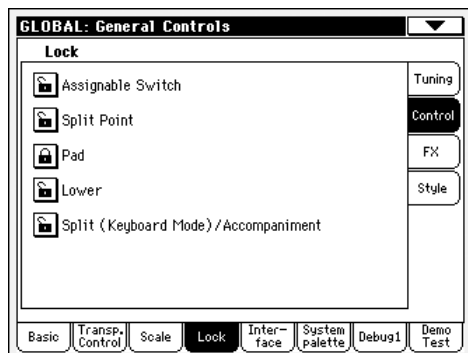 GLOBAL: General Controls
Lock
Assignable Switch
Split Point
Pad
Lower
Split (Keyboard Mode)/Accompaniment
Tuning
Control
FX
Style
Basic
Transp.
Control
Scale
Lock
Inter-
face
System
palette
Debug1
Demo
Test